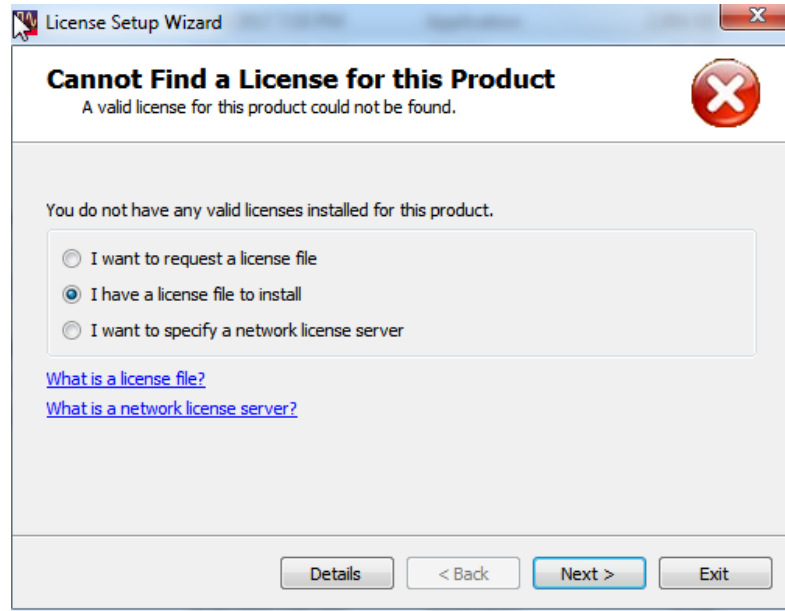 License Setup Wizard
Cannot Find a License for this Product
A valid license for this product could not be found.
You do not have any valid licenses installed for this product.
I want to request a license file
I have a license file to install
I want to specify a network license server
What is a license file?
What is a network license server?
Details
< Back
Next >
Exit